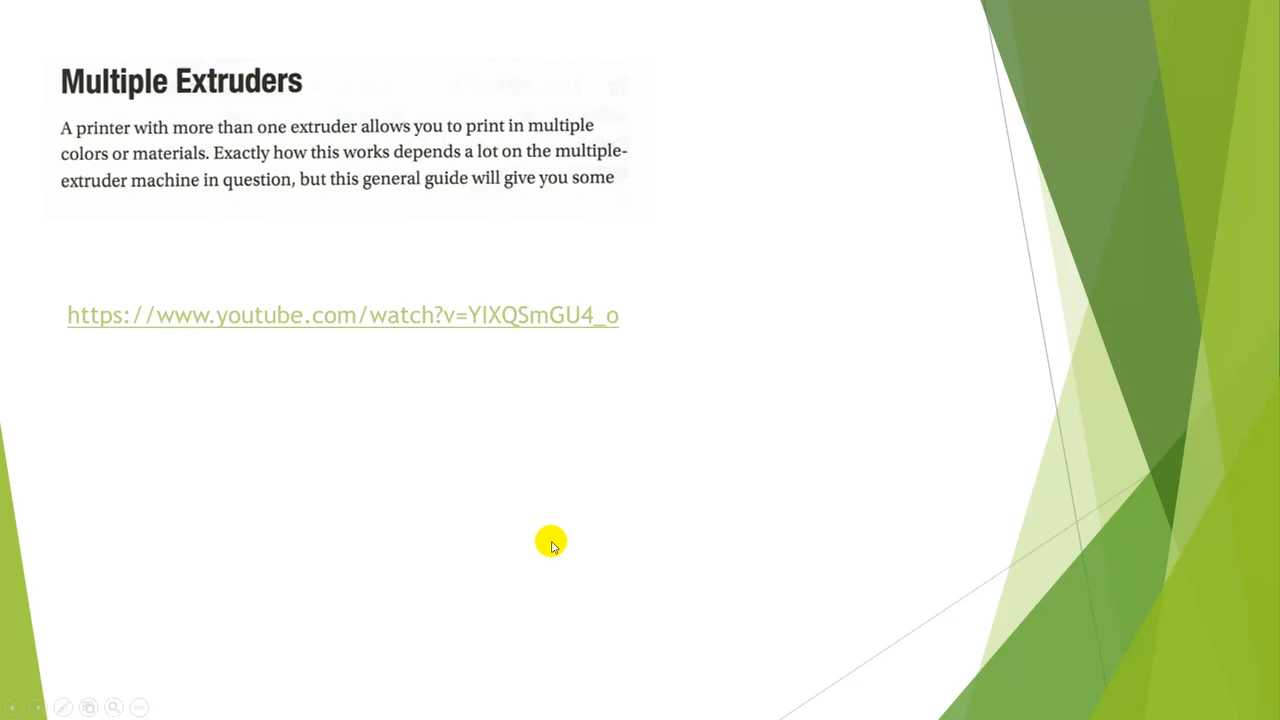 Multiple Extruders
A printer with more than one extruder allows you to print in multiple
colors or materials. Exactly how this works depends a lot on the multiple-
extruder machine in question, but this general guide will give you some
https://www.youtube.com/watch?v=YIXQSmGU4_o